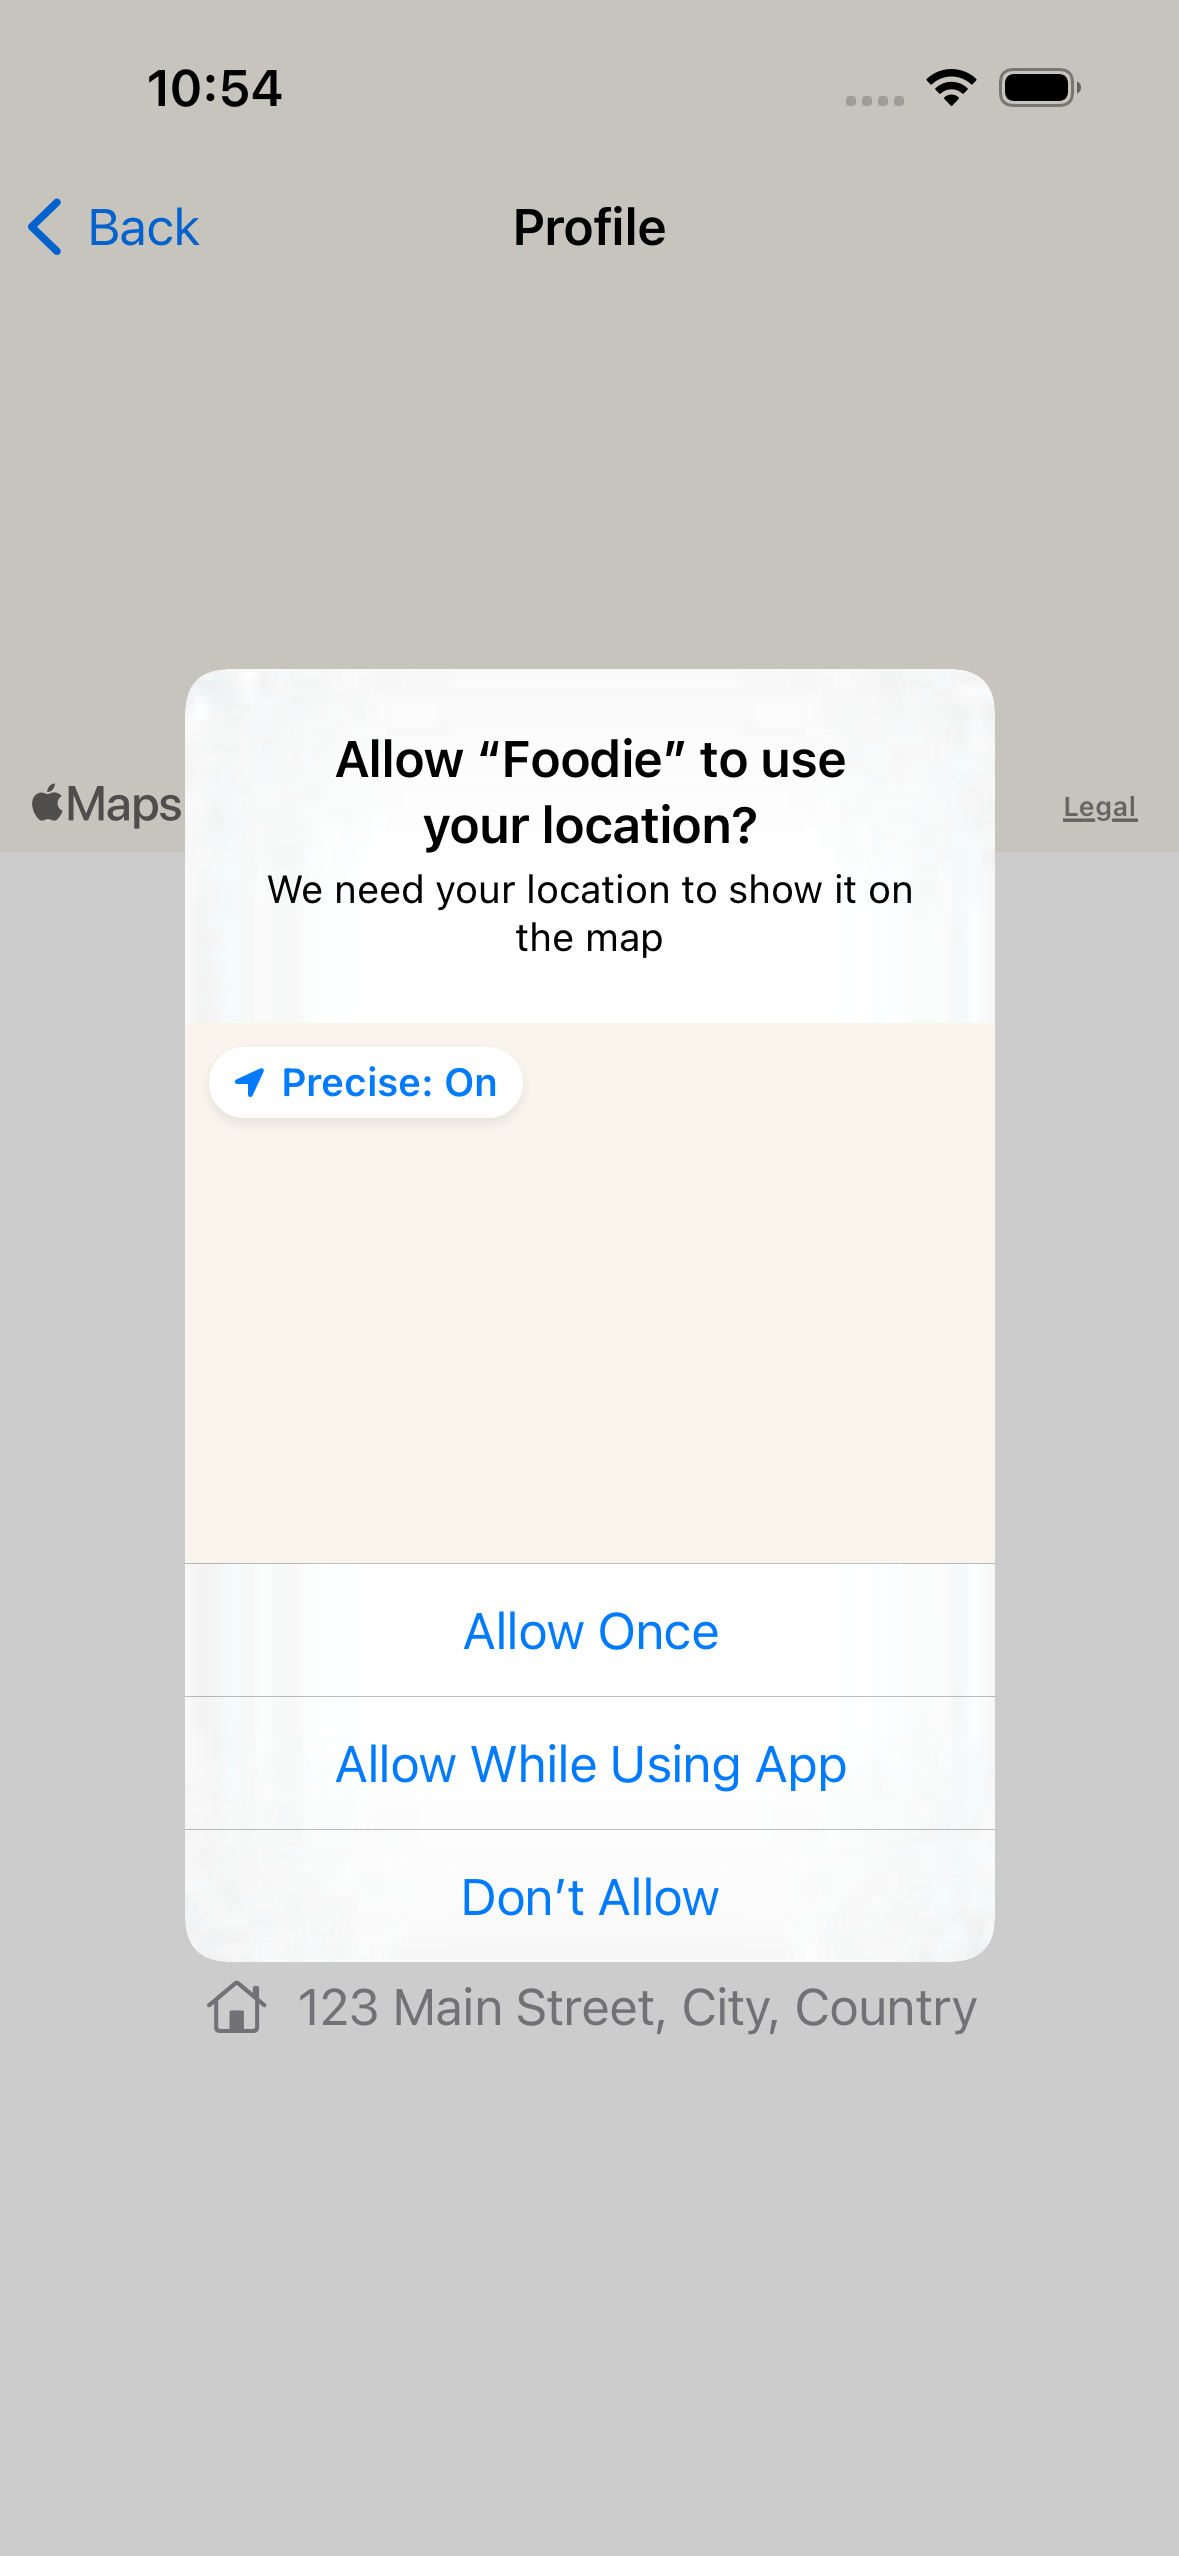 10:54
Back
Profile
Allow “Foodie” to use
your location?
We need your location to show it on
the map
Maps
Legal
Precise: On
Allow Once
Allow While Using App
Don’t Allow
123 Main Street, City, Country